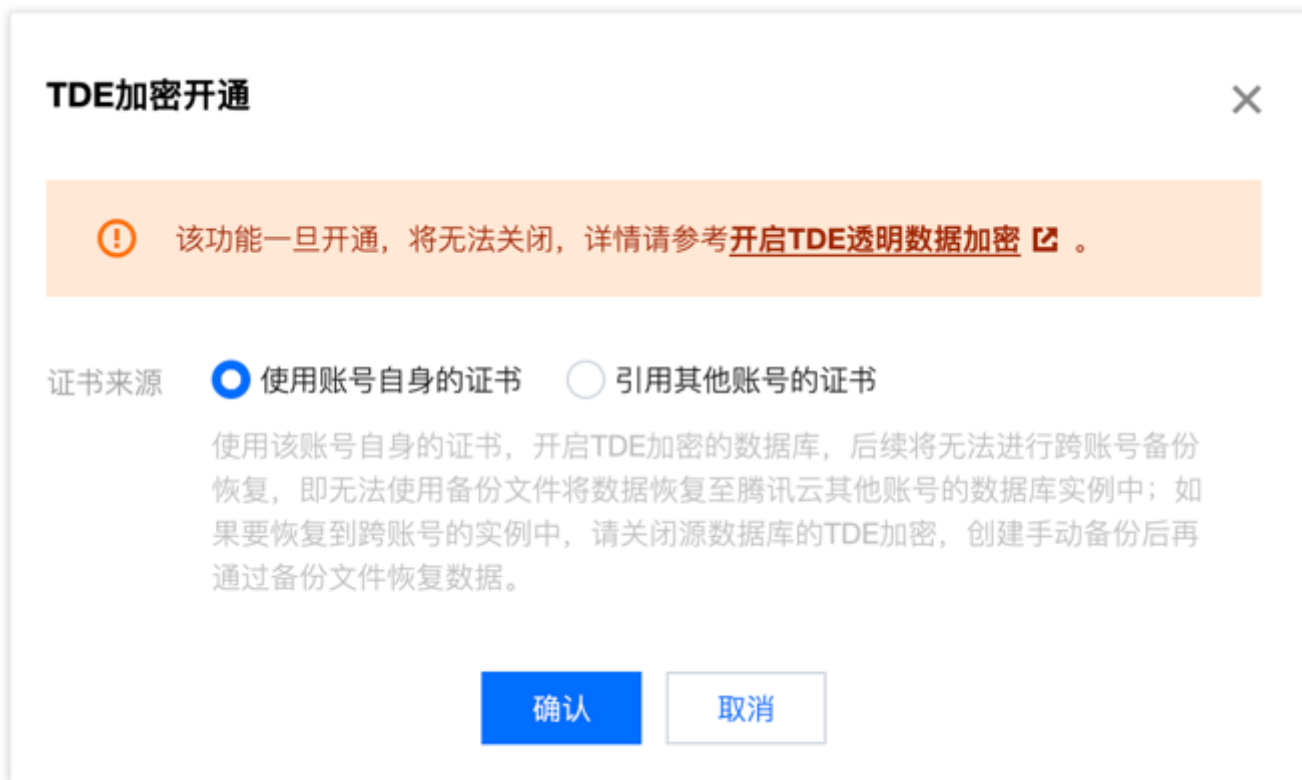 TDE加密开通
该功能一旦开通，将无法关闭，详情请参考开启TDE透明数据加密 。
证书来源 使用账号自身的证书 引用其他账号的证书
使用该账号自身的证书，开启TDE加密的数据库，后续将无法进行跨账号备份
恢复，即无法使用备份文件将数据恢复至腾讯云其他账号的数据库实例中；如
果要恢复到跨账号的实例中，请关闭源数据库的TDE加密，创建手动备份后再
通过备份文件恢复数据。
确认 取消